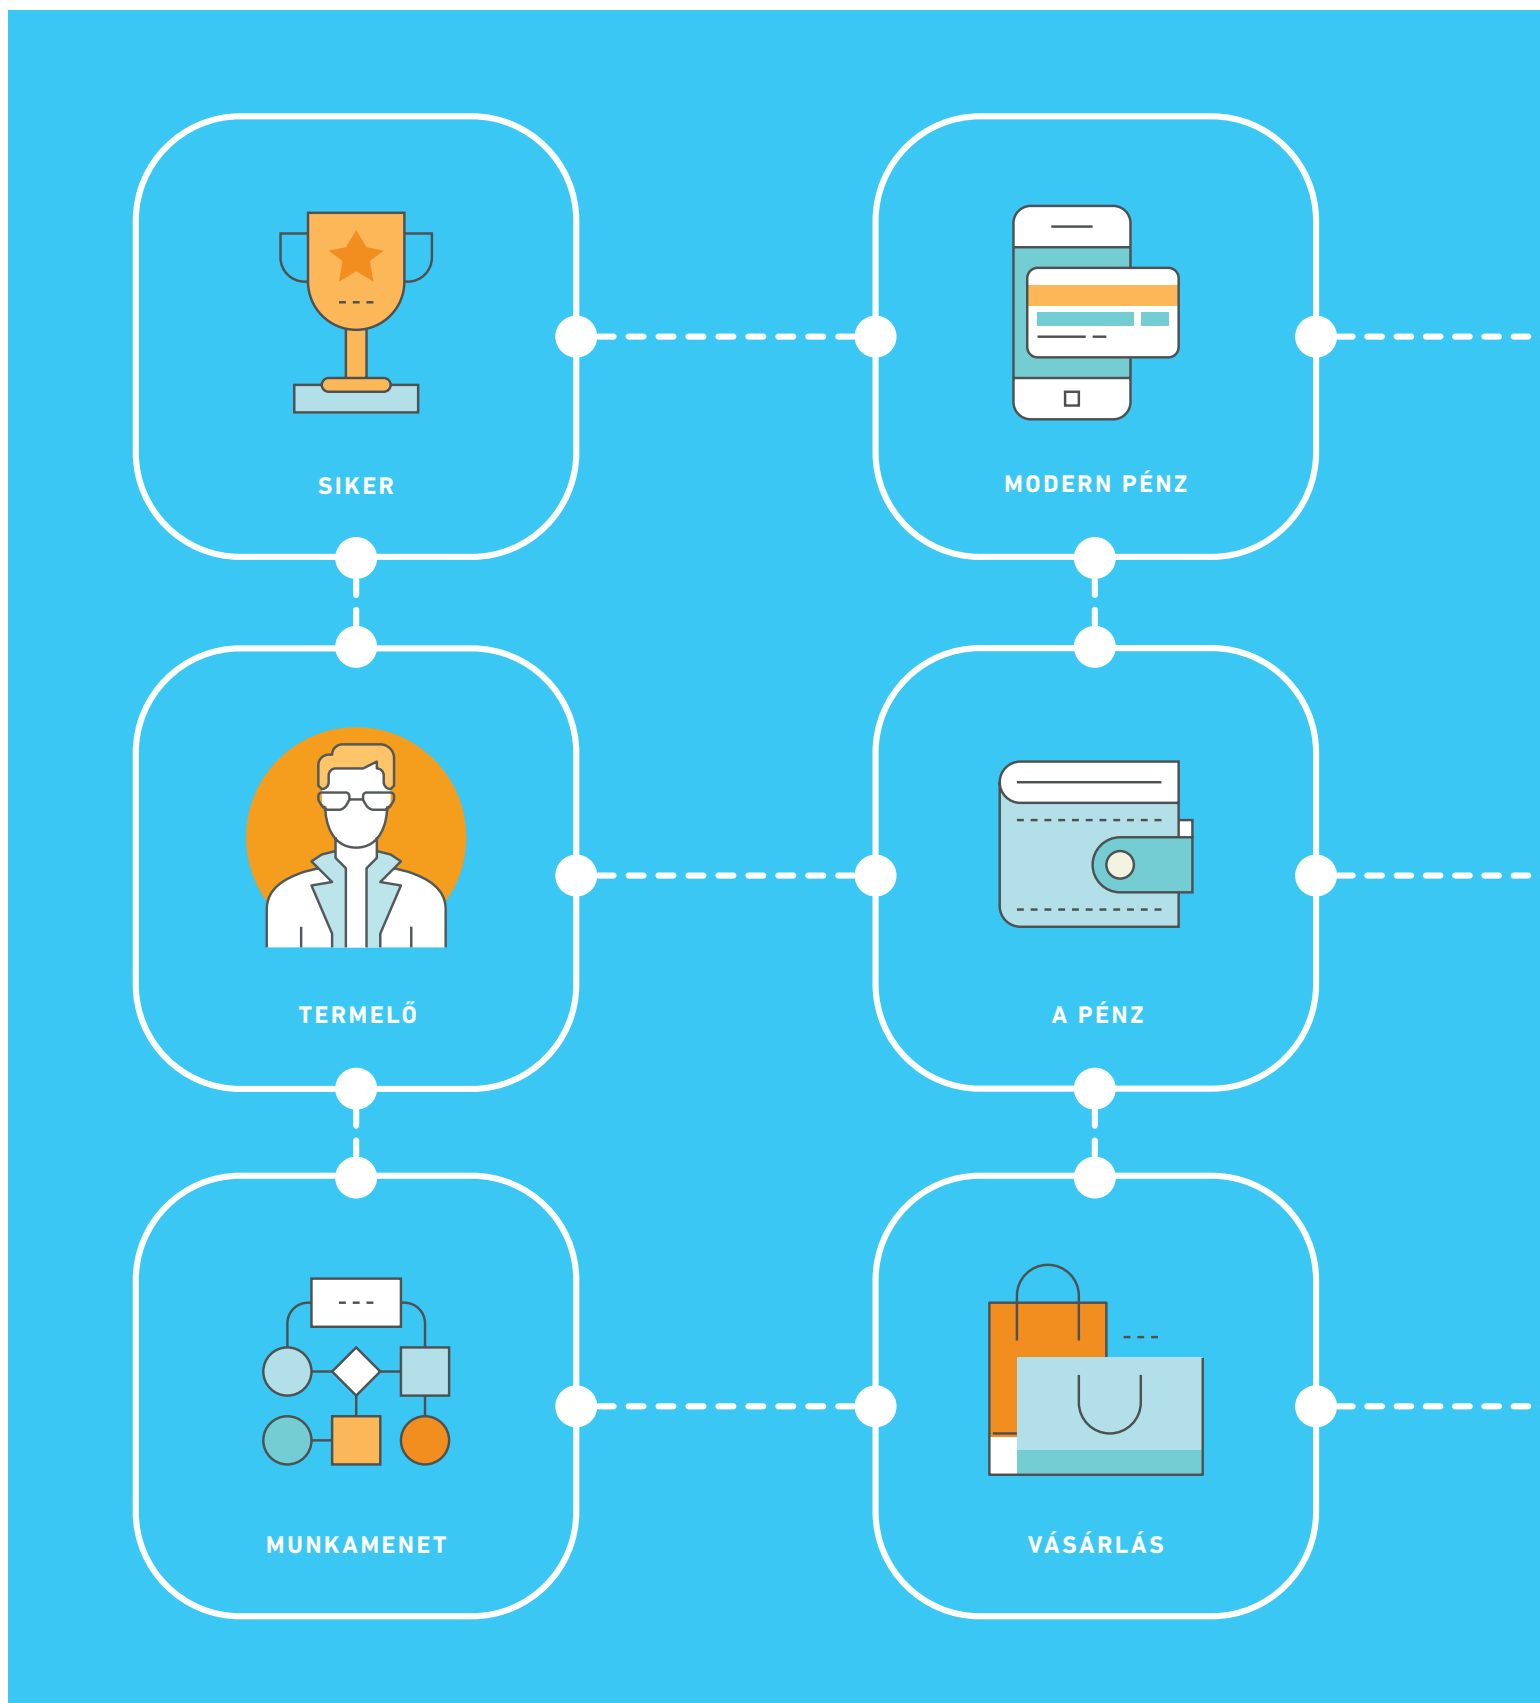 SIKER
MODERN PÉNZ
TERMELŐ
A PÉNZ
MUNKAMENET
VÁSÁRLÁS